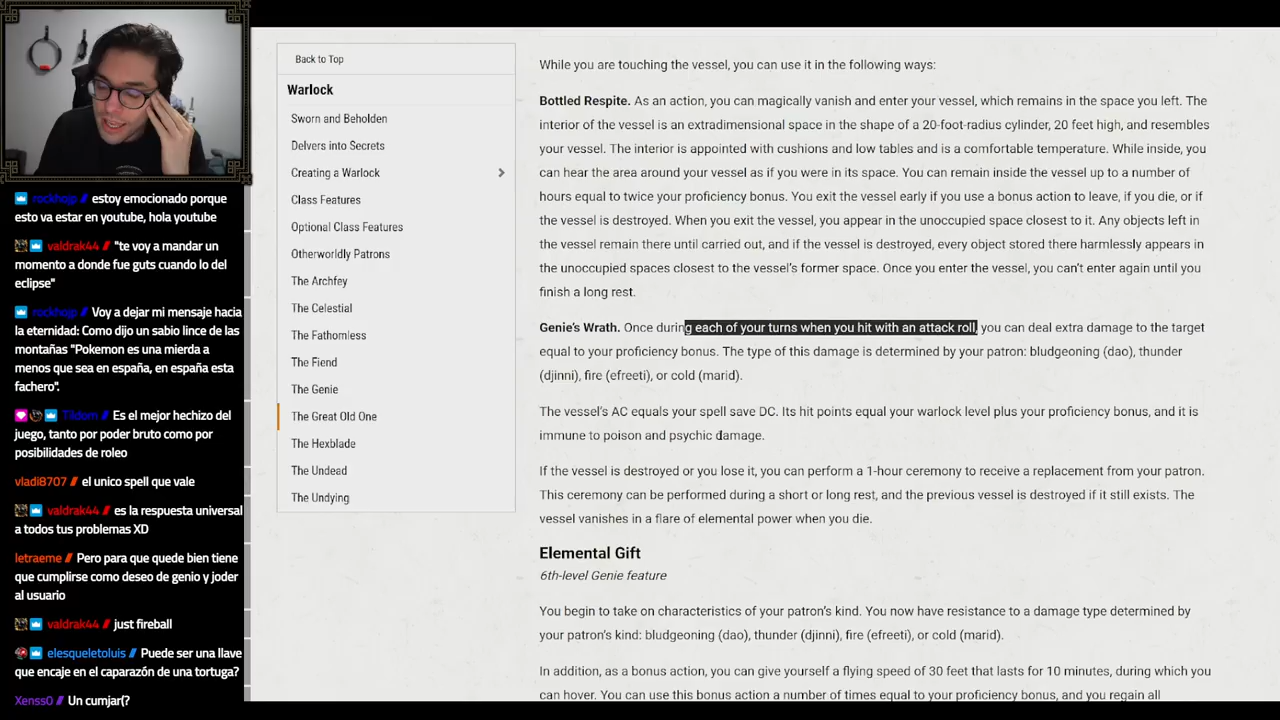 rockhojp // estoy emocionado porque
esto va estar en youtube, hola youtube
valdrak44 // "te voy a mandar un
momento a donde fue guts cuando lo del
eclipse"
rockhojp // Voy a dejar mi mensaje hacia
la eternidad: Como dijo un sabio lince de las
montañas "Pokemon es una mierda a
menos que sea en españa, en españa esta
fachero".
Tildom // Es el mejor hechizo del
juego, tanto por poder bruto como por
posibilidades de roleo
vladi8707 // el unico spell que vale
valdrak44 // es la respuesta universal
a todos tus problemas XD
letraeme // Pero para que quede bien tiene
que cumplirse como deseo de genio y joder
al usuario
valdrak44 // just fireball
elesqueletoluis // Puede ser una llave
que encaje en el caparazón de una tortuga?
Xenss0 // Un cumjar(?
Back to Top
Warlock
Sworn and Beholden
Delvers into Secrets
Creating a Warlock
Class Features
Optional Class Features
Otherworldly Patrons
The Archfey
The Celestial
The Fathomless
The Fiend
The Genie
The Great Old One
The Hexblade
The Undead
The Undying
While you are touching the vessel, you can use it in the following ways:
Bottled Respite. As an action, you can magically vanish and enter your vessel, which remains in the space you left. The
interior of the vessel is an extradimensional space in the shape of a 20-foot-radius cylinder, 20 feet high, and resembles
your vessel. The interior is appointed with cushions and low tables and is a comfortable temperature. While inside, you
can hear the area around your vessel as if you were in its space. You can remain inside the vessel up to a number of
hours equal to twice your proficiency bonus. You exit the vessel early if you use a bonus action to leave, if you die, or if
the vessel is destroyed. When you exit the vessel, you appear in the unoccupied space closest to it. Any objects left in
the vessel remain there until carried out, and if the vessel is destroyed, every object stored there harmlessly appears in
the unoccupied spaces closest to the vessel's former space. Once you enter the vessel, you can't enter again until you
finish a long rest.
Genie's Wrath. Once during each of your turns when you hit with an attack roll, you can deal extra damage to the target
equal to your proficiency bonus. The type of this damage is determined by your patron: bludgeoning (dao), thunder
(djinni), fire (efreeti), or cold (marid).
The vessel's AC equals your spell save DC. Its hit points equal your warlock level plus your proficiency bonus, and it is
immune to poison and psychic damage.
If the vessel is destroyed or you lose it, you can perform a 1-hour ceremony to receive a replacement from your patron.
This ceremony can be performed during a short or long rest, and the previous vessel is destroyed if it still exists. The
vessel vanishes in a flare of elemental power when you die.
Elemental Gift
6th-level Genie feature
You begin to take on characteristics of your patron's kind. You now have resistance to a damage type determined by
your patron's kind: bludgeoning (dao), thunder (djinni), fire (efreeti), or cold (marid).
In addition, as a bonus action, you can give yourself a flying speed of 30 feet that lasts for 10 minutes, during which you
can hover. You can use this bonus action a number of times equal to your proficiency bonus, and you regain all